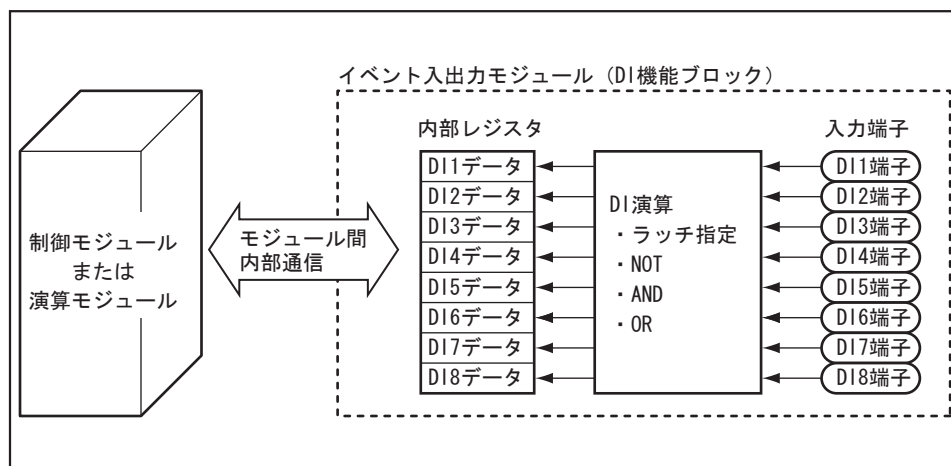 イベント入出力モジュール（DI機能ブロック）
内部レジスタ
入力端子
制御モジュール
または
演算モジュール
モジュール間
内部通信
DI1データ
DI2データ
DI3データ
DI4データ
DI5データ
DI6データ
DI7データ
DI8データ
DI演算
・ラッチ指定
・NOT
・AND
・OR
DI1端子
DI2端子
DI3端子
DI4端子
DI5端子
DI6端子
DI7端子
DI8端子